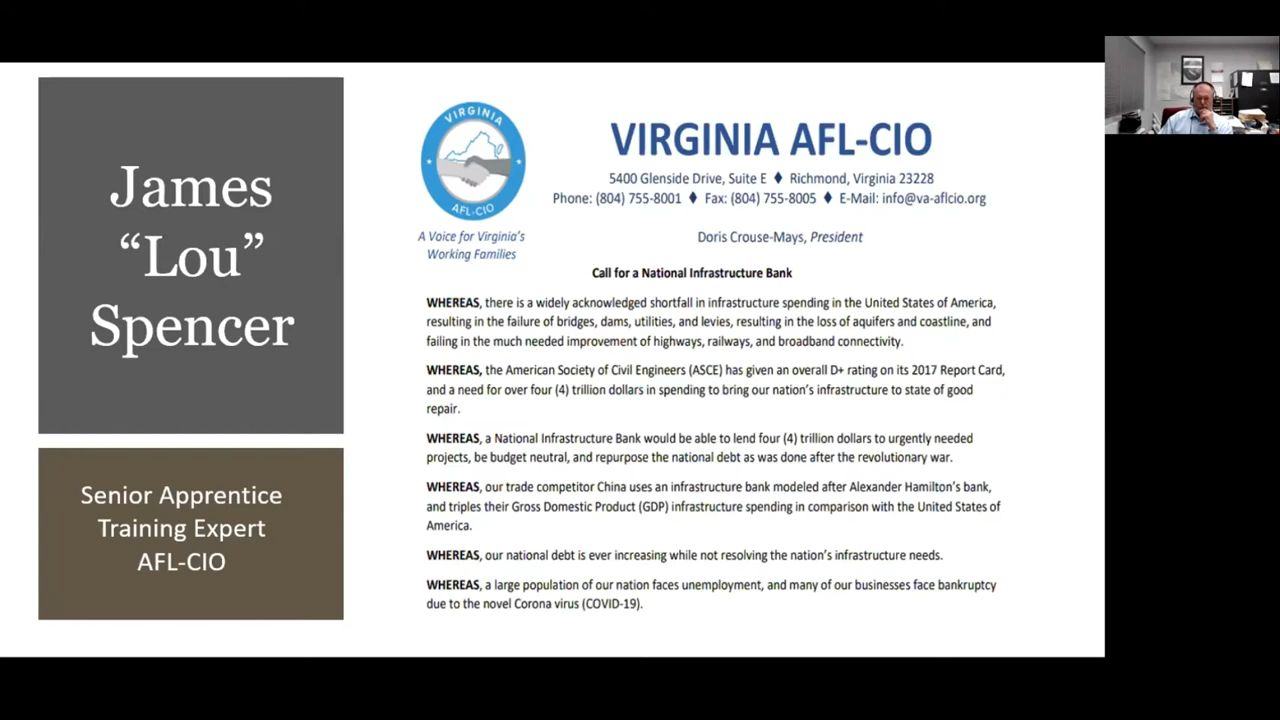 James
“Lou”
Spencer
Senior Apprentice
Training Expert
AFL-CIO
VIRGINIA
AFL-CIO
A Voice for Virginia's
Working Families
VIRGINIA AFL-CIO
5400 Glenside Drive, Suite E ♦ Richmond, Virginia 23228
Phone: (804) 755-8001 ♦ Fax: (804) 755-8005 ♦ E-Mail: info@va-aflcio.org
Doris Crouse-Mays, President
Call for a National Infrastructure Bank
WHEREAS, there is a widely acknowledged shortfall in infrastructure spending in the United States of America,
resulting in the failure of bridges, dams, utilities, and levies, resulting in the loss of aquifers and coastline, and
failing in the much needed improvement of highways, railways, and broadband connectivity.
WHEREAS, the American Society of Civil Engineers (ASCE) has given an overall D+ rating on its 2017 Report Card,
and a need for over four (4) trillion dollars in spending to bring our nation's infrastructure to state of good
repair.
WHEREAS, a National Infrastructure Bank would be able to lend four (4) trillion dollars to urgently needed
projects, be budget neutral, and repurpose the national debt as was done after the revolutionary war.
WHEREAS, our trade competitor China uses an infrastructure bank modeled after Alexander Hamilton's bank,
and triples their Gross Domestic Product (GDP) infrastructure spending in comparison with the United States of
America.
WHEREAS, our national debt is ever increasing while not resolving the nation's infrastructure needs.
WHEREAS, a large population of our nation faces unemployment, and many of our businesses face bankruptcy
due to the novel Corona virus (COVID-19).